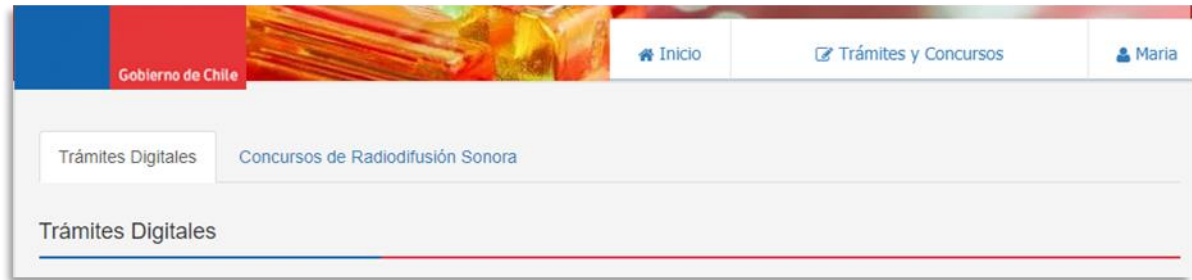 Gobierno de Chile
Inicio
Trámites y Concursos
Maria
Trámites Digitales
Concursos de Radiodifusión Sonora
Trámites Digitales